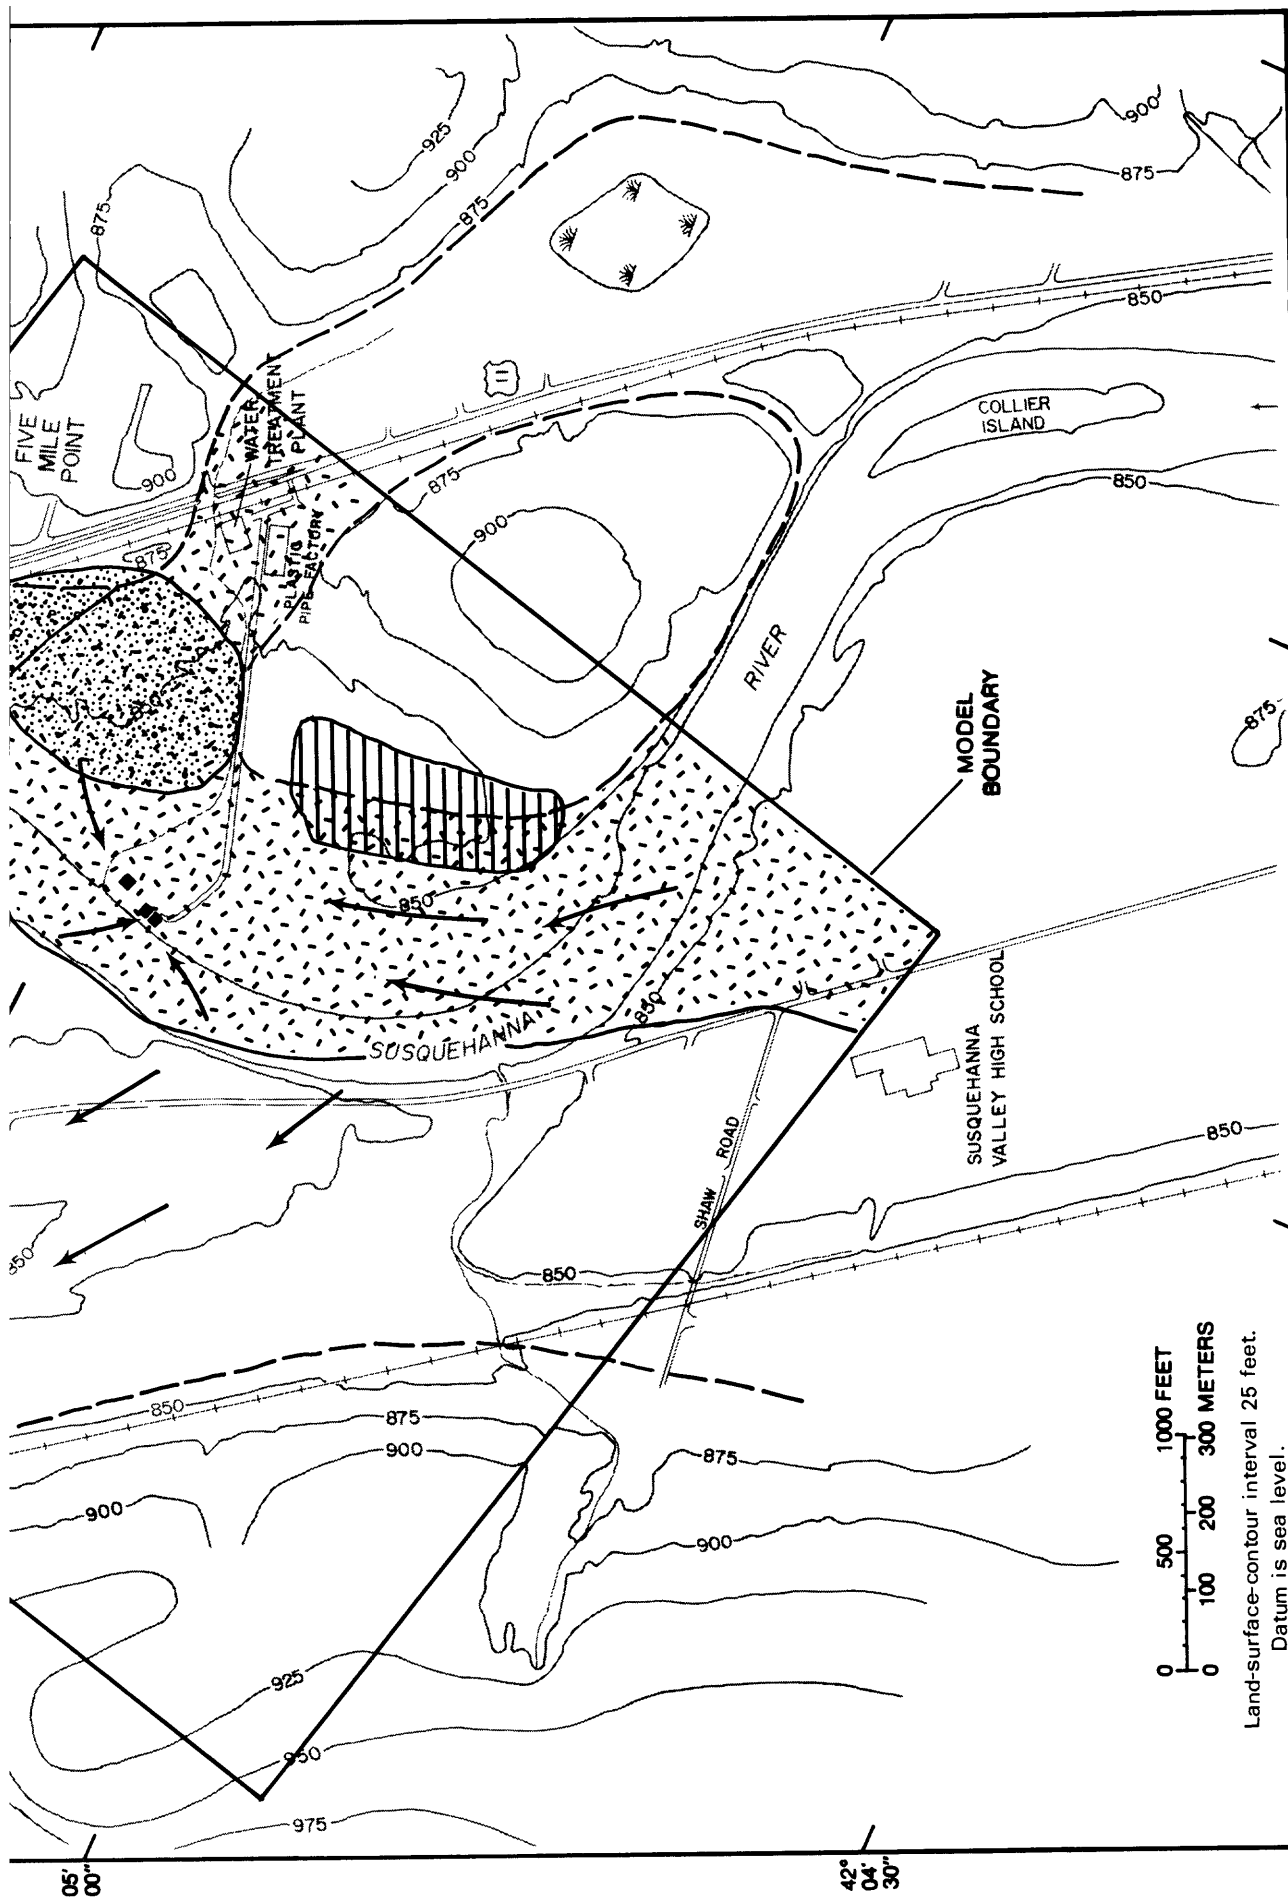 925
900
900
875
875
875
850
FIVE
MILE
POINT
WATER
TREATMENT
PLANT
11
COLLIER
ISLAND
900
875
900
850
875
PLASTIC
PIPE FACTORY
850
RIVER
MODEL
BOUNDARY
875
850
SUSQUEHANNA
850
SUSQUEHANNA
VALLEY HIGH SCHOOL
SHAW ROAD
850
850
850
850
875
900
875
900
900
925
950
975
0 500 1000 FEET
0 100 200 300 METERS
Land-surface-contour interval 25 feet.
Datum is sea level.
05'
00"
42°
04'
30"